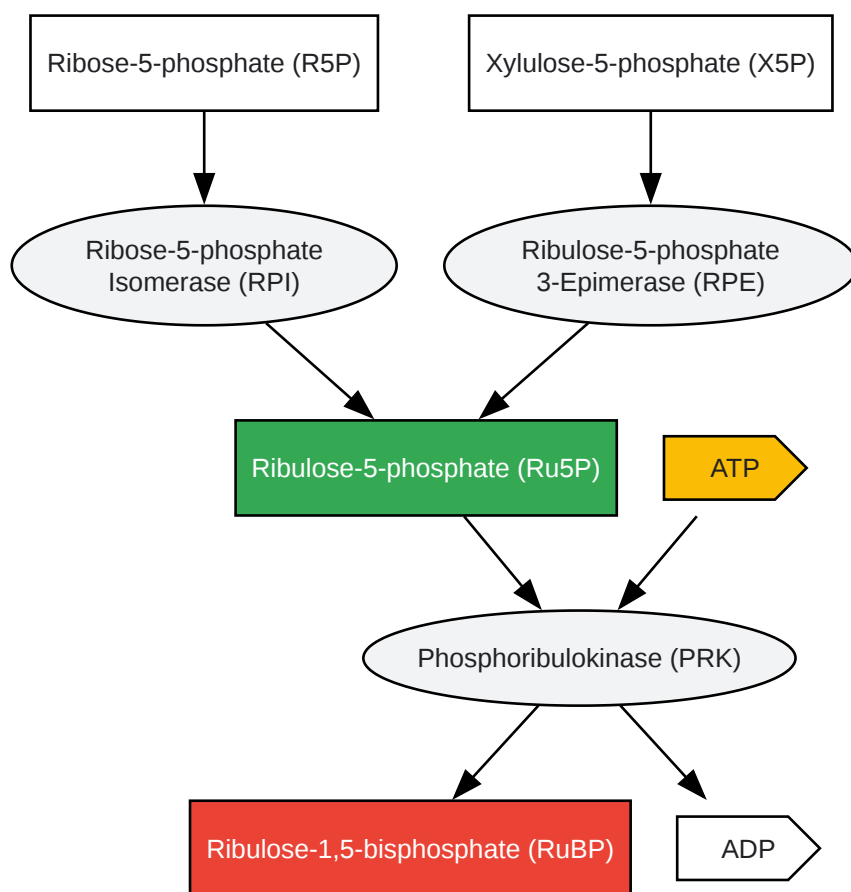 Ribose-5-phosphate (R5P)
Xylulose-5-phosphate (X5P)
Ribose-5-phosphate
Isomerase (RPI)
Ribulose-5-phosphate
3-Epimerase (RPE)
Ribulose-5-phosphate (Ru5P)
ATP
Phosphoribulokinase (PRK)
Ribulose-1,5-bisphosphate (RuBP)
ADP